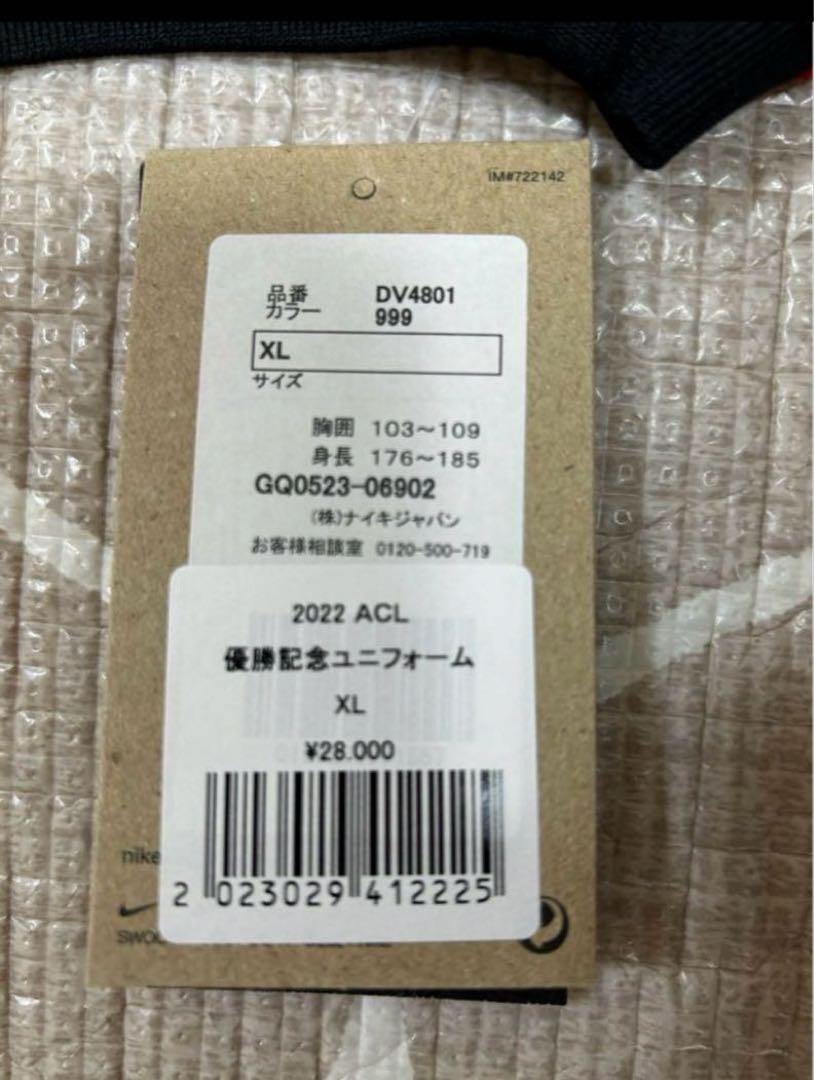 IM#722142
品番 DV4801
カラー 999
XL
サイズ
胸囲 103～109
身長 176～185
GQ0523-06902
(株)ナイキジャパン
お客様相談室 0120-500-719
2022 ACL
優勝記念ユニフォーム
XL
¥28.000
2 023029 412225
nike